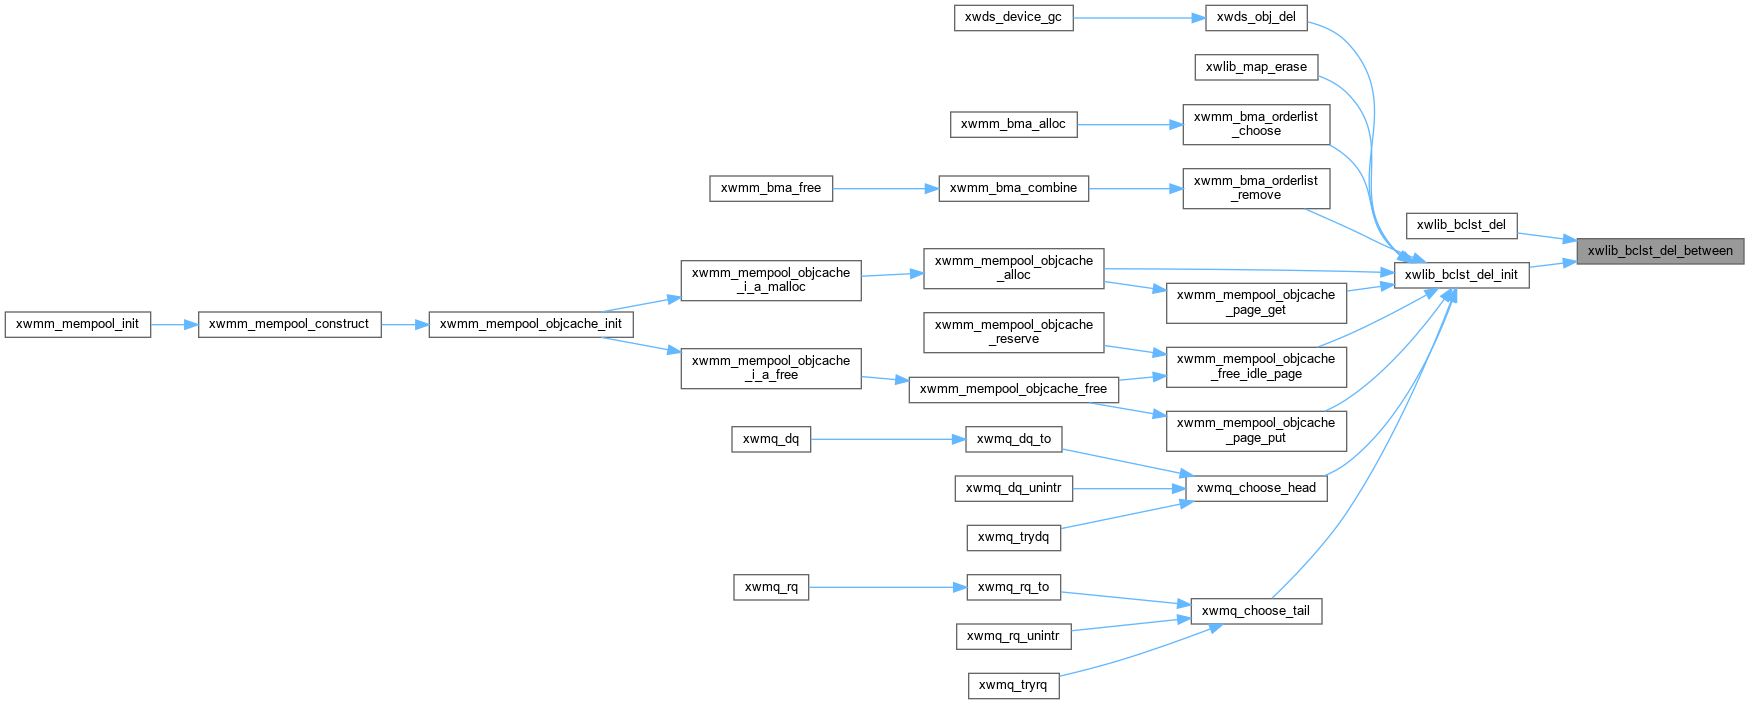 xwds_device_gc
xwds_obj_del
xwlib_map_erase
xwmm_bma_alloc
xwmm_bma_orderlist
_choose
xwmm_bma_free
xwmm_bma_combine
xwmm_bma_orderlist
_remove
xwlib_bclst_del
xwlib_bclst_del_between
xwlib_bclst_del_init
xwmm_mempool_objcache
_i_a_malloc
xwmm_mempool_objcache
_alloc
xwmm_mempool_objcache
_page_get
xwmm_mempool_init
xwmm_mempool_construct
xwmm_mempool_objcache_init
xwmm_mempool_objcache
_reserve
xwmm_mempool_objcache
_i_a_free
xwmm_mempool_objcache_free
xwmm_mempool_objcache
_free_idle_page
xwmm_mempool_objcache
_page_put
xwmq_dq
xwmq_dq_to
xwmq_dq_unintr
xwmq_choose_head
xwmq_trydq
xwmq_rq
xwmq_rq_to
xwmq_choose_tail
xwmq_rq_unintr
xwmq_tryrq